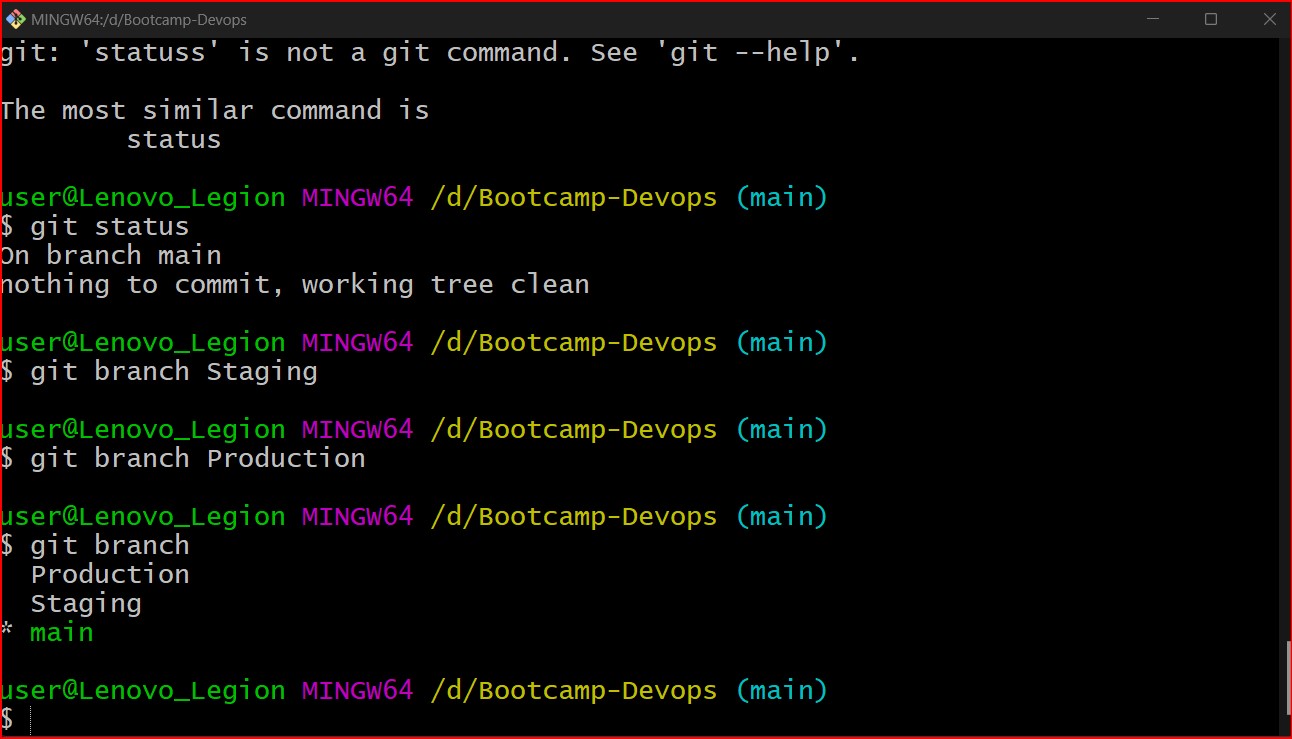 MINGW64:/d/Bootcamp-Devops
git: 'statuss' is not a git command. See 'git --help'.
The most similar command is
status
user@Lenovo_Legion MINGW64 /d/Bootcamp-Devops (main)
$ git status
On branch main
nothing to commit, working tree clean
user@Lenovo_Legion MINGW64 /d/Bootcamp-Devops (main)
$ git branch Staging
user@Lenovo_Legion MINGW64 /d/Bootcamp-Devops (main)
$ git branch Production
user@Lenovo_Legion MINGW64 /d/Bootcamp-Devops (main)
$ git branch
Production
Staging
* main
user@Lenovo_Legion MINGW64 /d/Bootcamp-Devops (main)
$